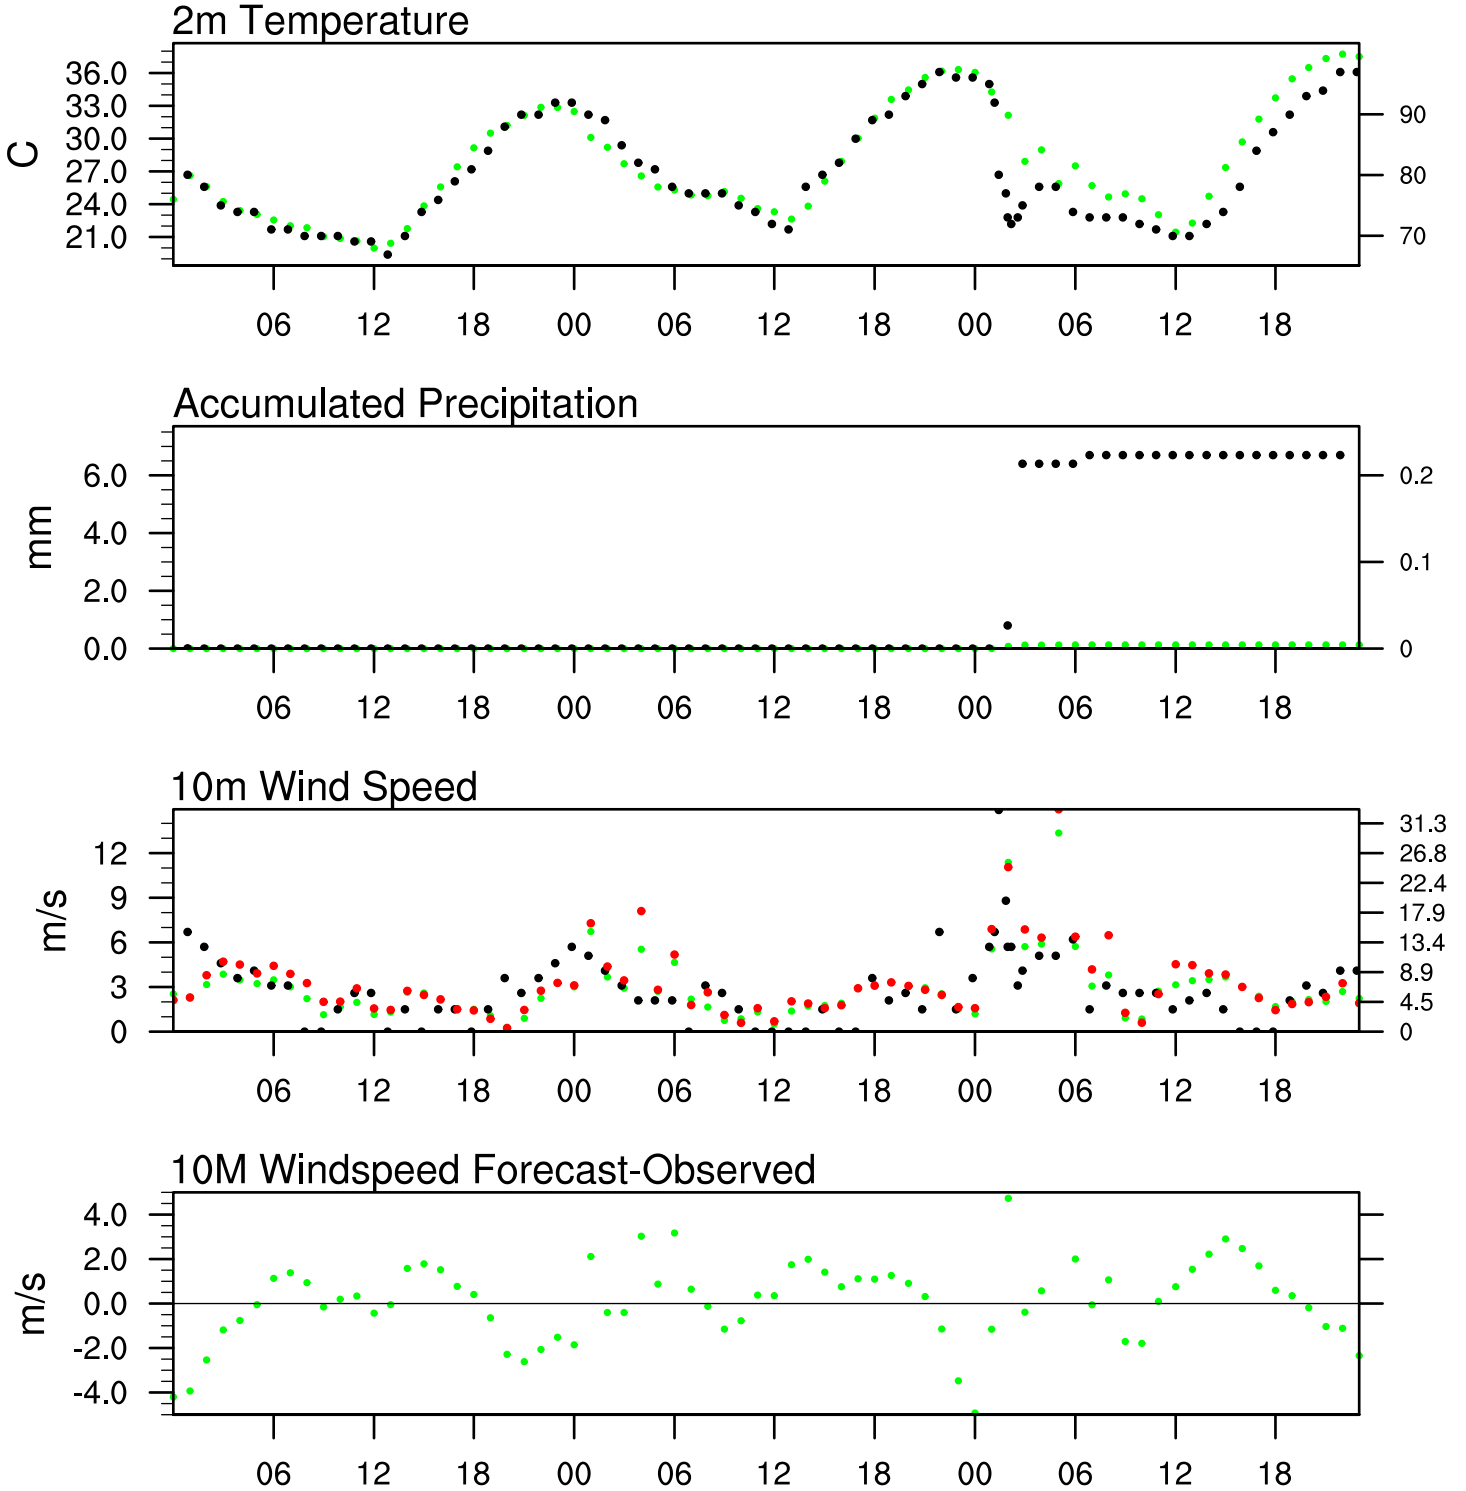 2m Temperature
36.0
33.0
30.0
27.0
24.0
21.0
C
90
80
70
06 12 18 00 06 12 18 00 06 12 18
Accumulated Precipitation
6.0
4.0
2.0
0.0
mm
0.2
0.1
0
06 12 18 00 06 12 18 00 06 12 18
10m Wind Speed
12
9
6
3
0
m/s
31.3
26.8
22.4
17.9
13.4
8.9
4.5
0
06 12 18 00 06 12 18 00 06 12 18
10M Windspeed Forecast-Observed
4.0
2.0
0.0
-2.0
-4.0
m/s
06 12 18 00 06 12 18 00 06 12 18